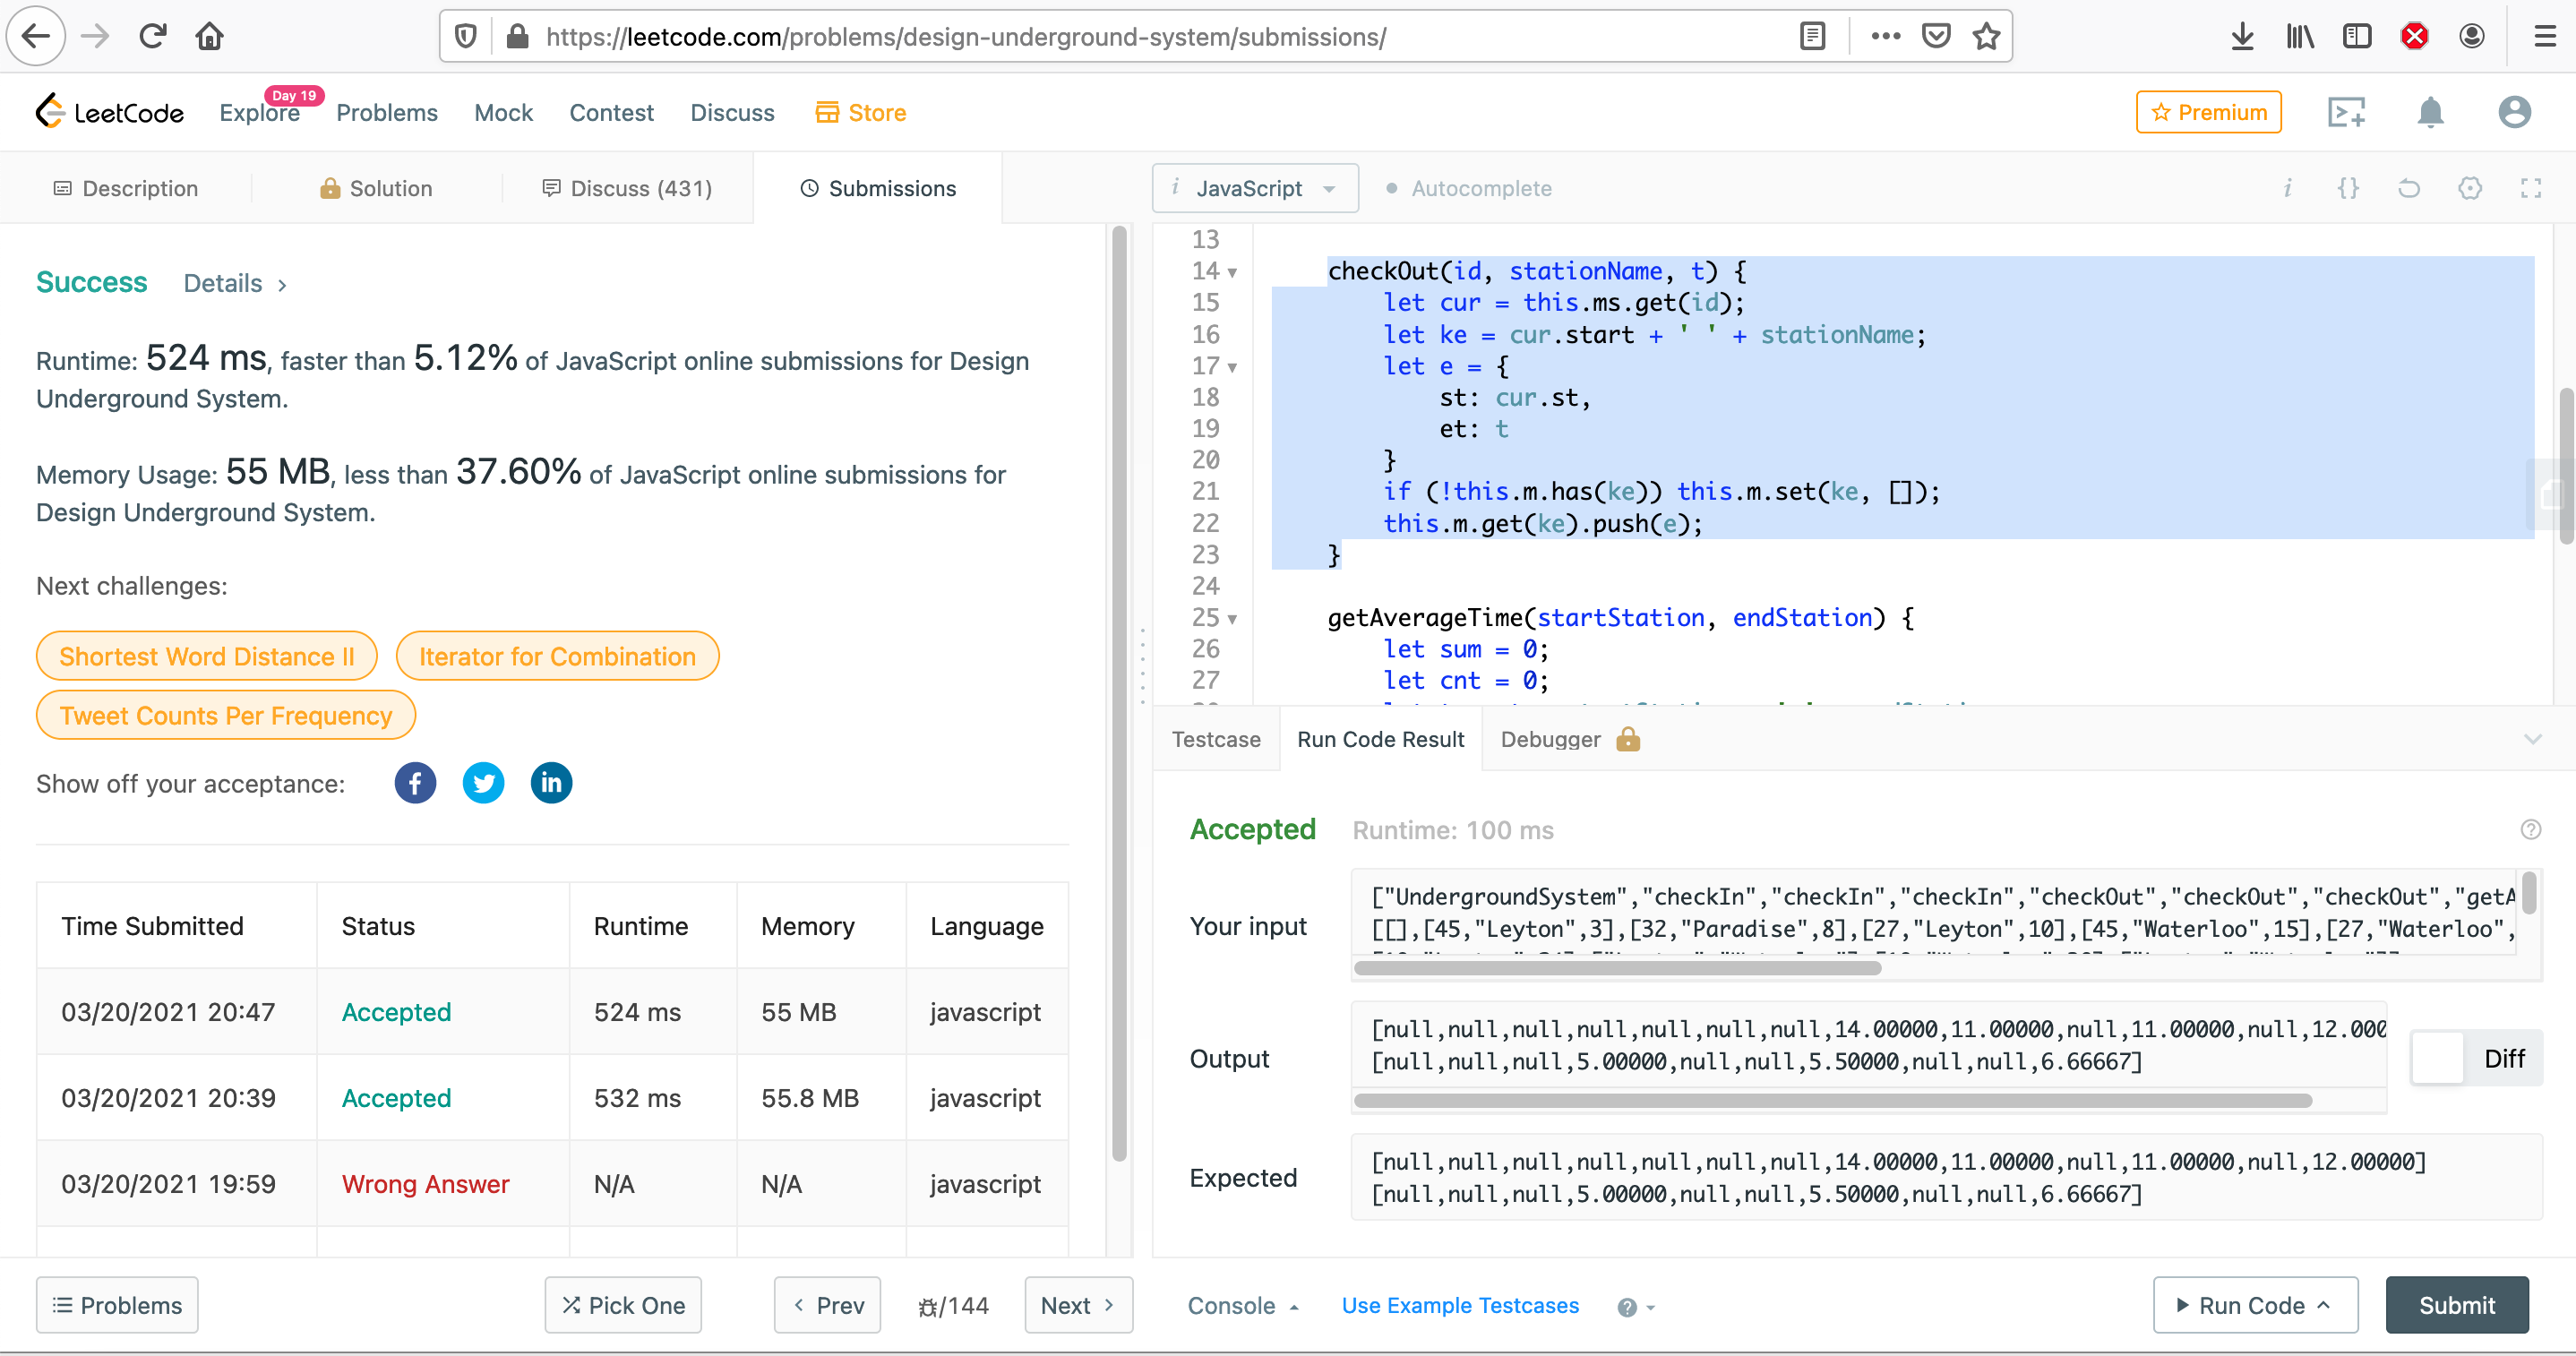 https://leetcode.com/problems/design-underground-system/submissions/
LeetCode Explore Day 19 Problems Mock Contest Discuss Store Premium
Description Solution Discuss (431) Submissions
Success Details >
Runtime: 524 ms, faster than 5.12% of JavaScript online submissions for Design
Underground System.
Memory Usage: 55 MB, less than 37.60% of JavaScript online submissions for
Design Underground System.
Next challenges:
Shortest Word Distance II Iterator for Combination
Tweet Counts Per Frequency
Show off your acceptance:
Time Submitted Status Runtime Memory Language
03/20/2021 20:47 Accepted 524 ms 55 MB javascript
03/20/2021 20:39 Accepted 532 ms 55.8 MB javascript
03/20/2021 19:59 Wrong Answer N/A N/A javascript
Problems Pick One < Prev /144 Next >
i JavaScript Autocomplete
13
14 checkOut(id, stationName, t) {
15 let cur = this.ms.get(id);
16 let ke = cur.start + ' ' + stationName;
17 let e = {
18 st: cur.st,
19 et: t
20 }
21 if (!this.m.has(ke)) this.m.set(ke, []);
22 this.m.get(ke).push(e);
23 }
24
25 getAverageTime(startStation, endStation) {
26 let sum = 0;
27 let cnt = 0;
Testcase Run Code Result Debugger
Accepted Runtime: 100 ms
Your input
["UndergroundSystem","checkIn","checkIn","checkIn","checkOut","checkOut","checkOut","getA
[[],[45,"Leyton",3],[32,"Paradise",8],[27,"Leyton",10],[45,"Waterloo",15],[27,"Waterloo",
Output
[null,null,null,null,null,null,null,14.00000,11.00000,null,11.00000,null,12.000
[null,null,null,5.00000,null,null,5.50000,null,null,6.66667]
Diff
Expected
[null,null,null,null,null,null,null,14.00000,11.00000,null,11.00000,null,12.00000]
[null,null,null,5.00000,null,null,5.50000,null,null,6.66667]
Console Use Example Testcases Run Code Submit